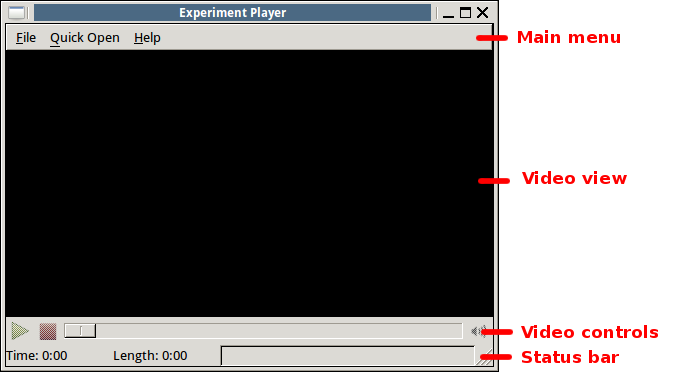 Experiment Player
File Quick Open Help
Main menu
Video view
Video controls
Time: 0:00 Length: 0:00
Status bar